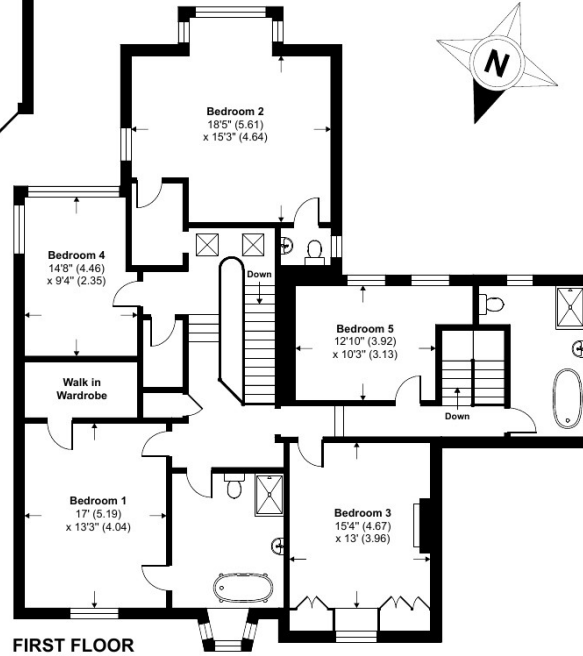 N
Bedroom 2
18'5" (5.61)
x 15'3" (4.64)
Bedroom 4
14'8" (4.46)
x 9'4" (2.35)
Down
Bedroom 5
12'10" (3.92)
x 10'3" (3.13)
Walk in
Wardrobe
Down
Bedroom 1
17' (5.19)
x 13'3" (4.04)
Bedroom 3
15'4" (4.67)
x 13' (3.96)
FIRST FLOOR